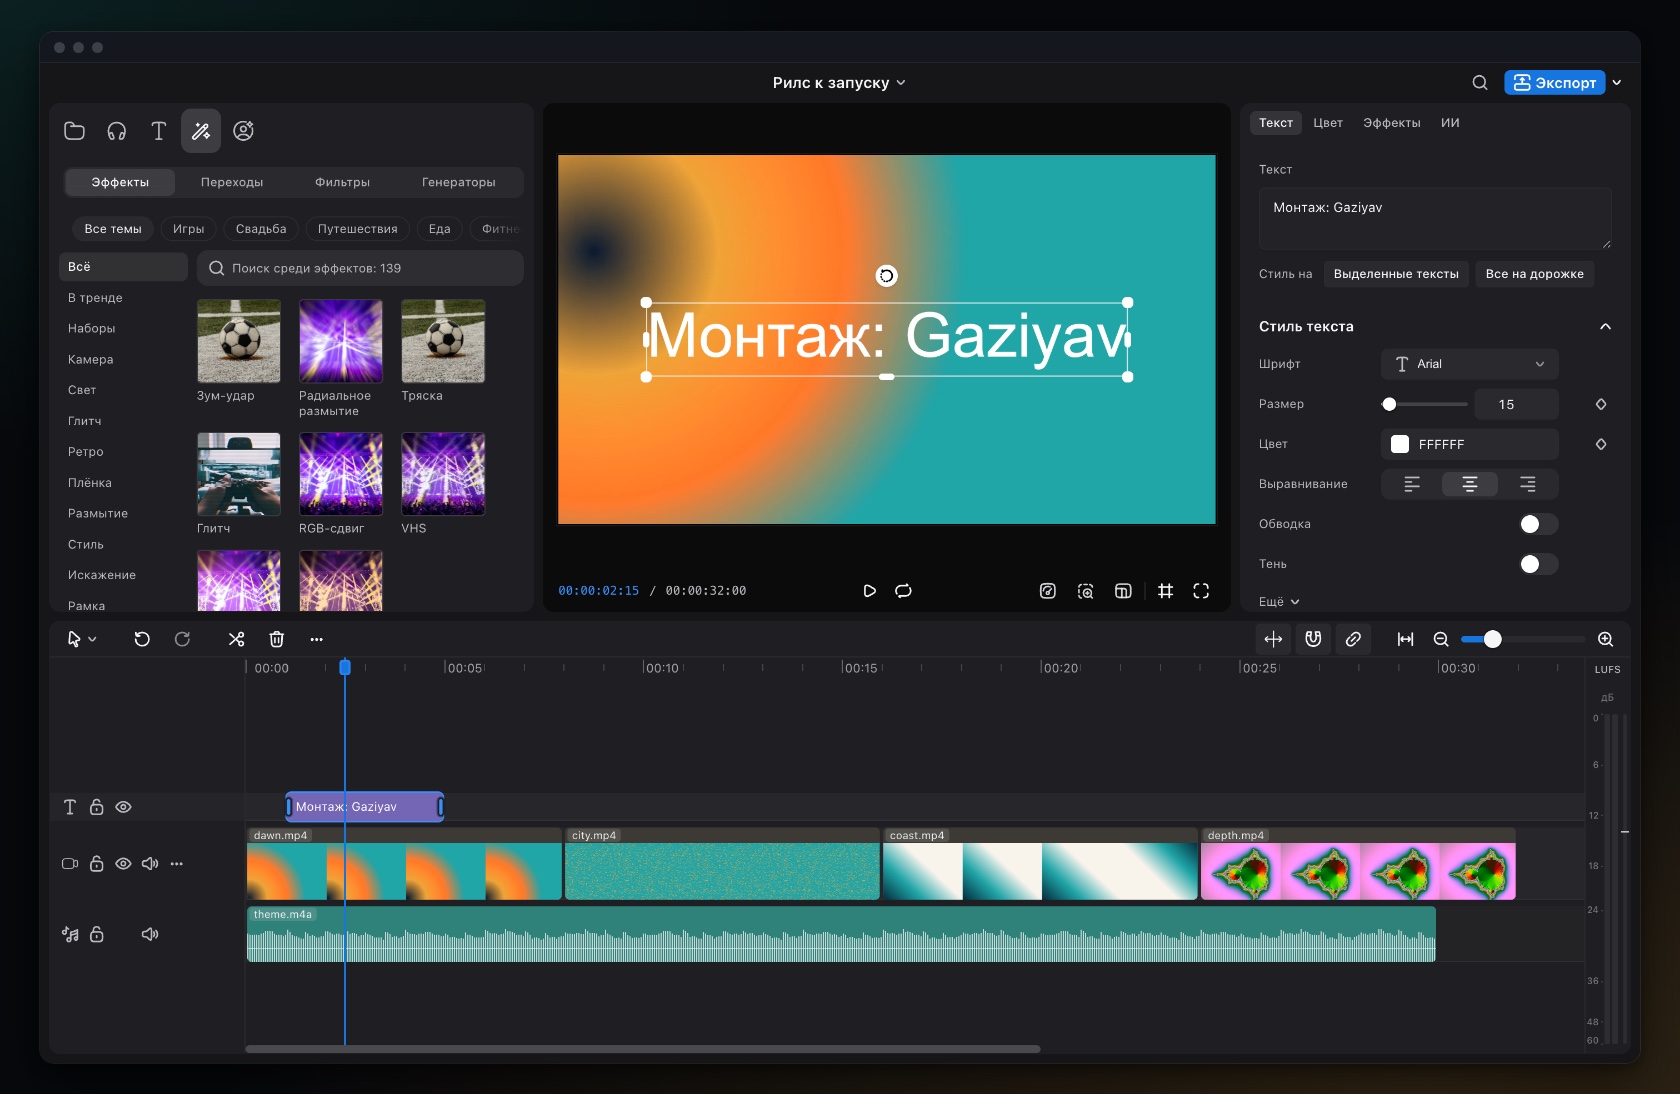 Рилс к запуску
Экспорт
Эффекты
Переходы
Фильтры
Генераторы
Все темы
Игры
Свадьба
Путешествия
Еда
Поиск среди эффектов: 139
Всё
В тренде
Наборы
Камера
Свет
Глитч
Ретро
Плёнка
Размытие
Стиль
Искажение
Рамка
Зум-удар
Радиальное
размытие
Тряска
Глитч
RGB-сдвиг
VHS
Монтаж: Gaziyav
00:00:02:15 / 00:00:32:00
Текст
Цвет
Эффекты
ИИ
Текст
Монтаж: Gaziyav
Стиль на
Выделенные тексты
Все на дорожке
Стиль текста
Шрифт
Arial
Размер
15
Цвет
FFFFFF
Выравнивание
Обводка
Тень
Ещё
00:00
00:05
00:10
00:15
00:20
00:25
00:30
LUFS
дБ
0
6
12
18
24
36
48
60
Монтаж: Gaziyav
dawn.mp4
city.mp4
coast.mp4
depth.mp4
theme.m4a